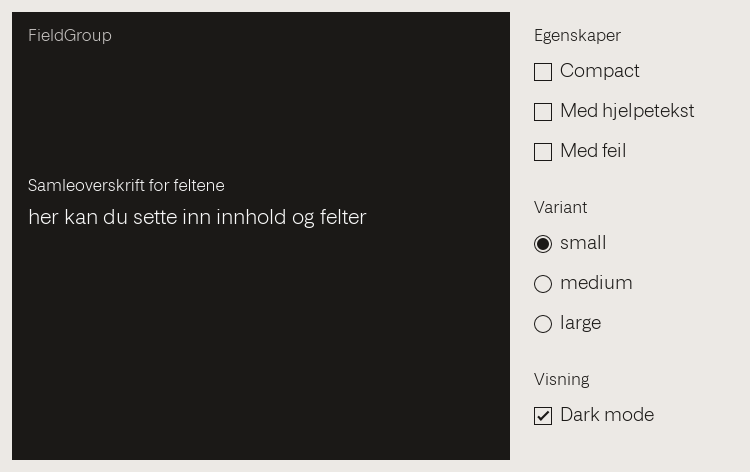 FieldGroup
Samleoverskrift for feltene
her kan du sette inn innhold og felter
Egenskaper
Compact
Med hjelpetekst
Med feil
Variant
small
medium
large
Visning
Dark mode